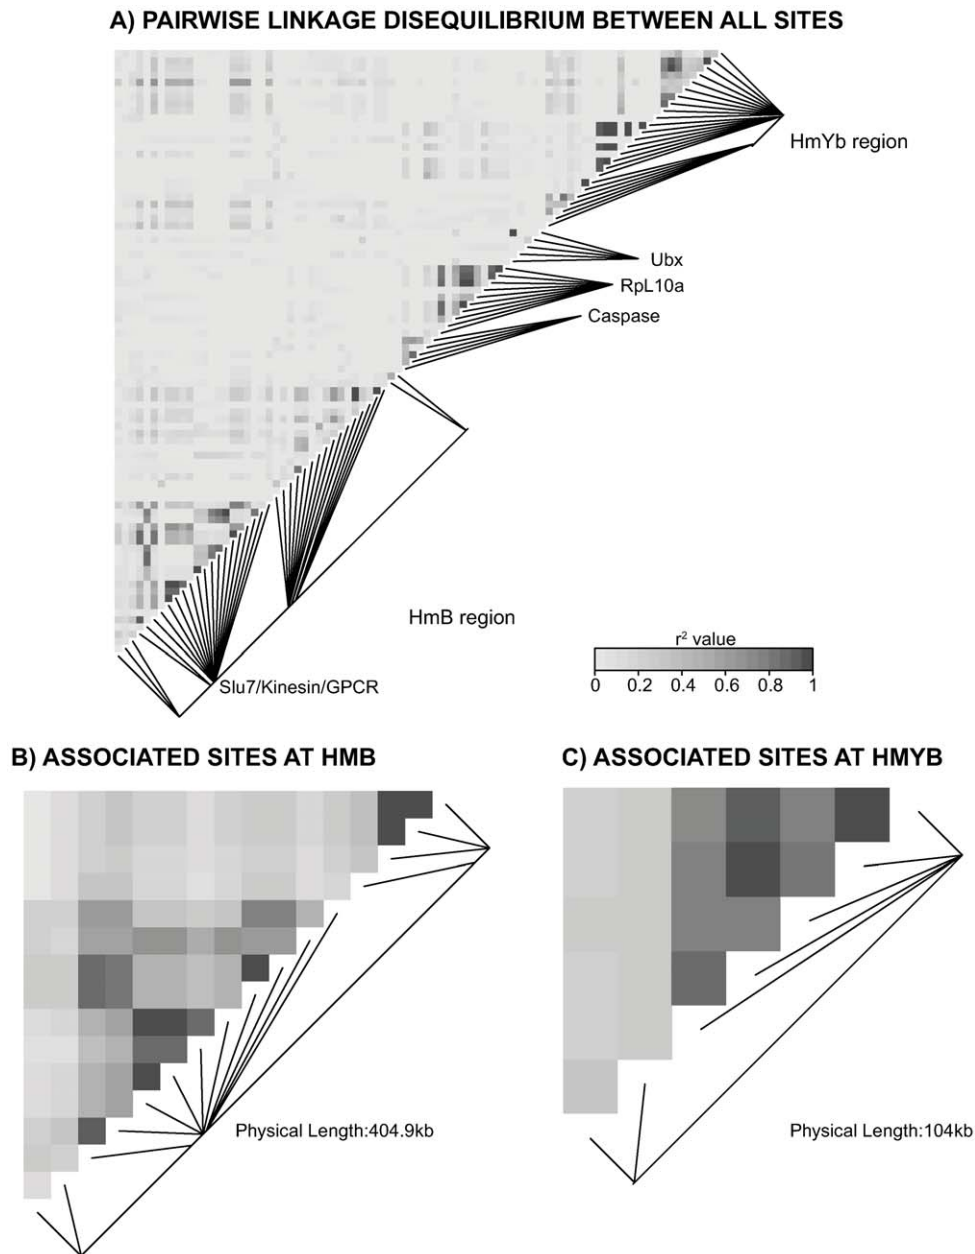 A) PAIRWISE LINKAGE DISEQUILIBRIUM BETWEEN ALL SITES
HmYb region
Ubx
RpL10a
Caspase
HmB region
Slu7/Kinesin/GPCR
r² value
0 0.2 0.4 0.6 0.8 1
B) ASSOCIATED SITES AT HMB
Physical Length:404.9kb
C) ASSOCIATED SITES AT HMYB
Physical Length:104kb